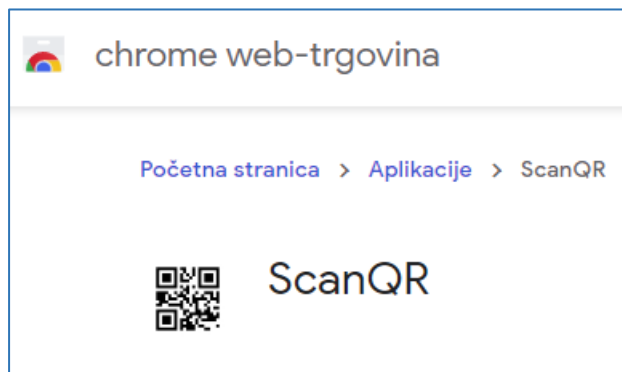 chrome web-trgovina
Početna stranica > Aplikacije > ScanQR
ScanQR